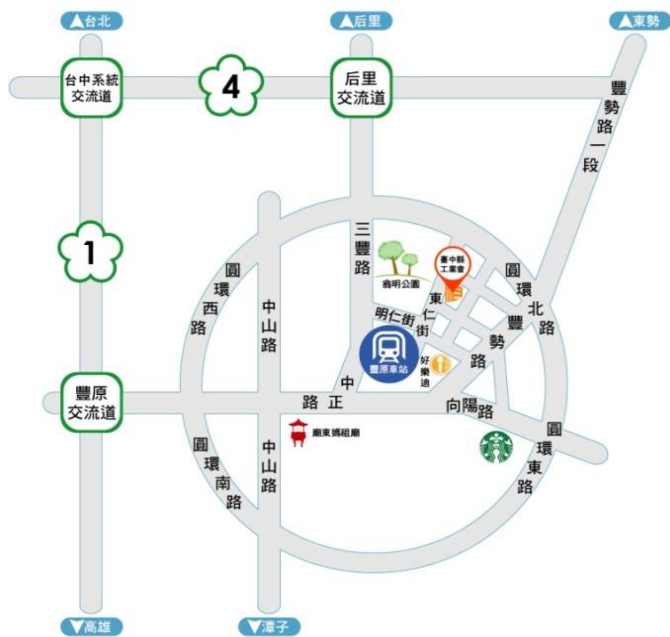 台北
后里
東勢
台中系統
交流道
4
后里
交流道
豐勢路一段
1
三豐路
臺中縣
工業會
翁明公園
圓環西路
中山路
圓環北路
東仁街
明仁街
豐勢路
豐原車站
好樂迪
豐原
交流道
中正路
向陽路
廟東媽祖廟
圓環南路
中山路
圓環東路
高雄
潭子